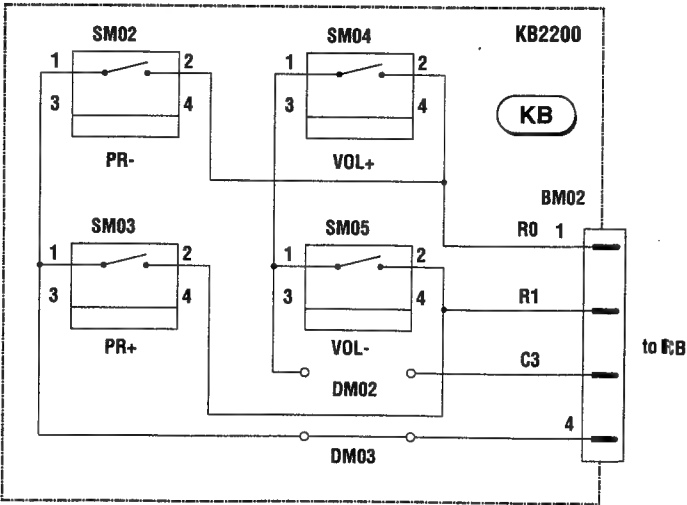 SM02
SM04
KB2200
1 2
1 2
3 4
3 4
KB
PR-
VOL+
BM02
SM03
SM05
R0 1
1 2
1 2
3 4
3 4
R1
PR+
VOL-
to RCB
C3
DM02
4
DM03